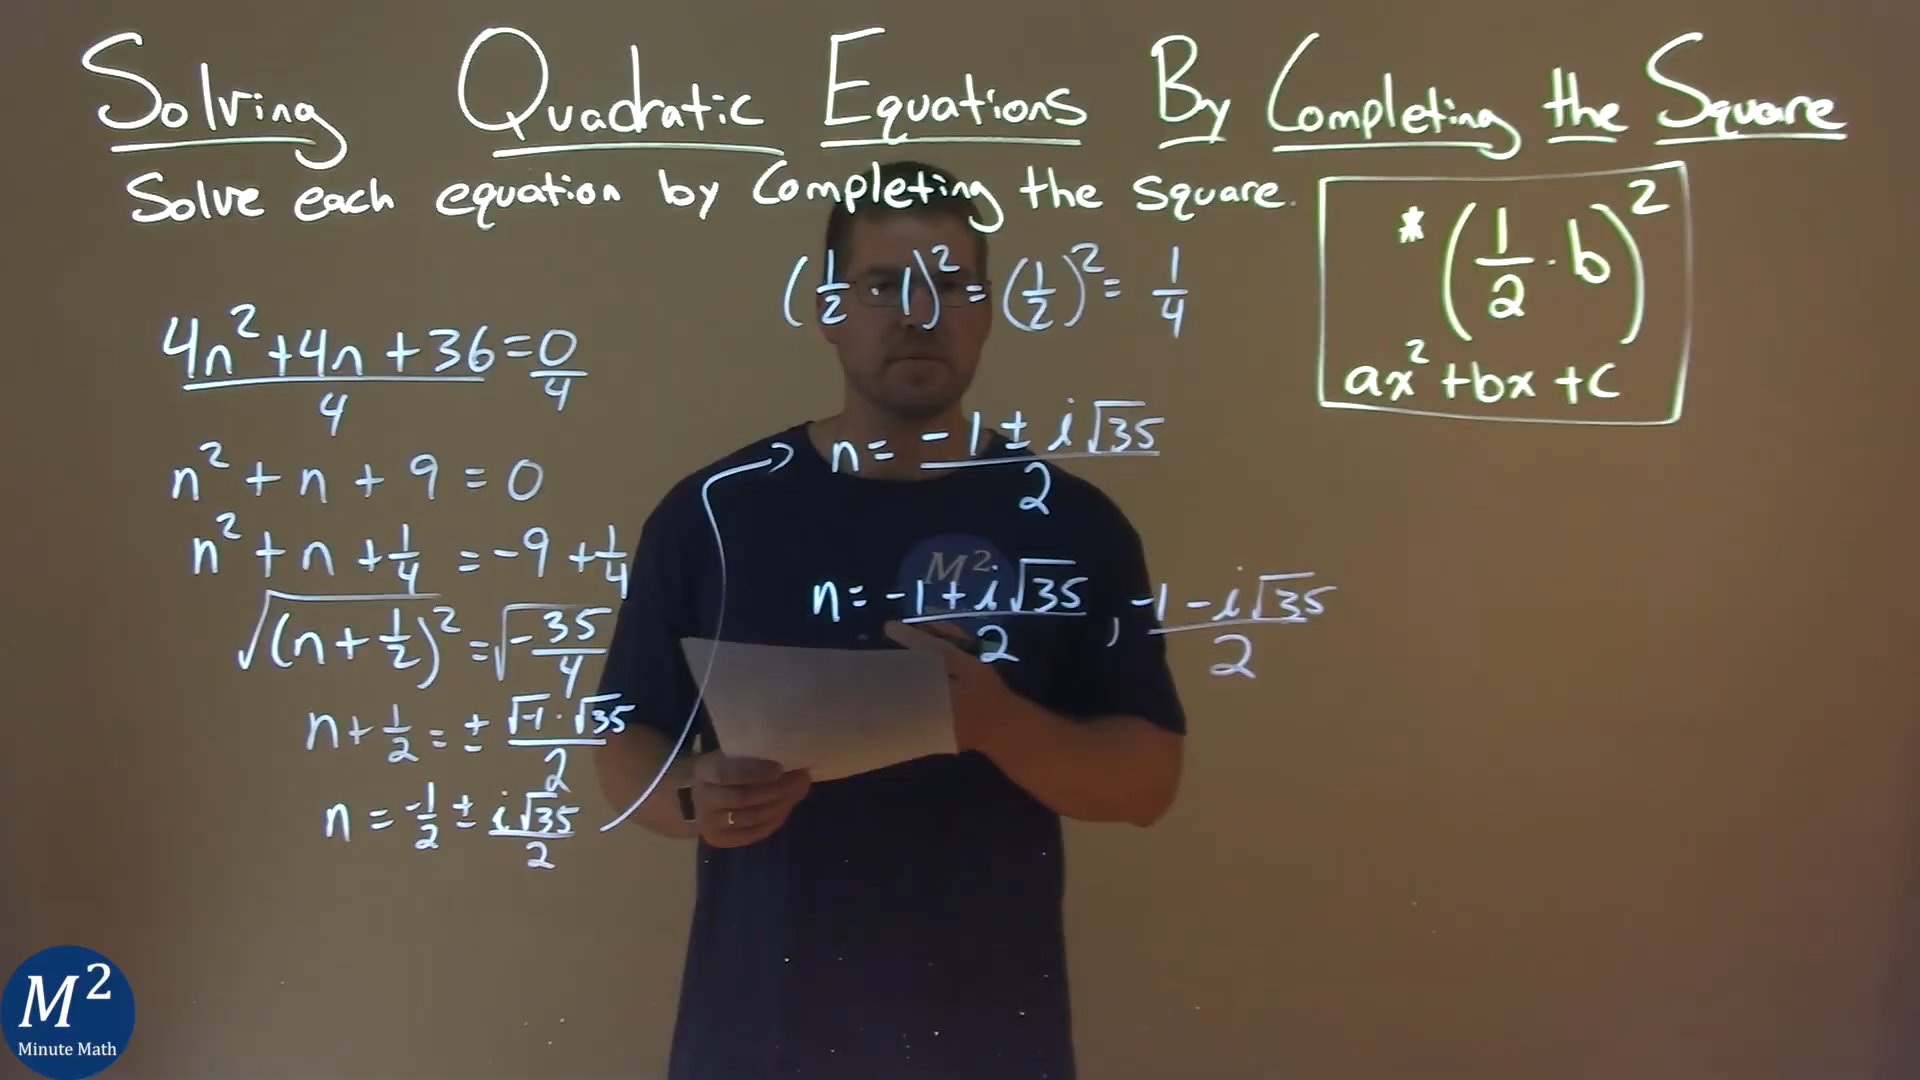 Solving Quadratic Equations By Completing the Square
Solve each equation by Completing the square.
4n²+4n+36=0
4 4
n²+n+9=0
n²+n+1/4=-9+1/4
√(n+1/2)²=√-35/4
n+1/2=±√-1·√35/2
n=-1/2±i√35/2
(1/2·1)²=(1/2)²=1/4
n=-1±i√35/2
n=-1+i√35/2, -1-i√35/2
*(1/2·b)²
ax²+bx+c
M²
M²
Minute Math